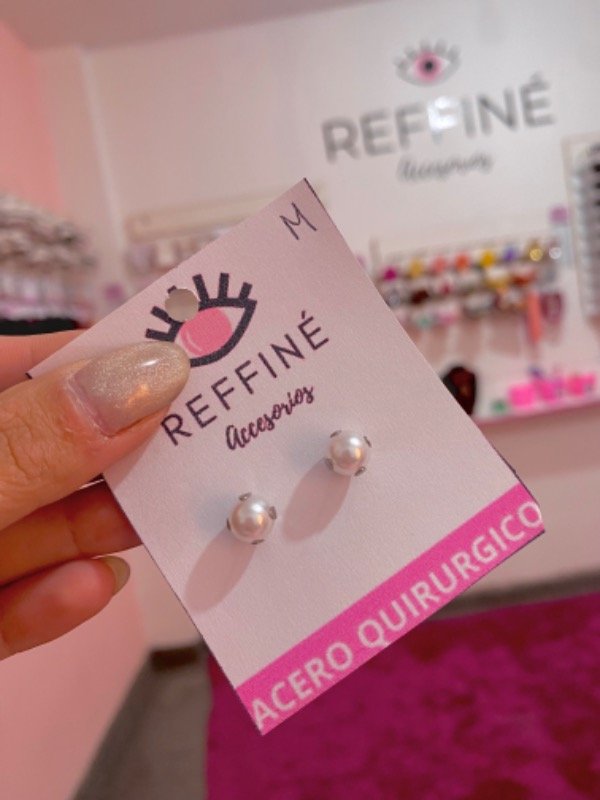 REFFINÉ
Accesorios
M
REFFINÉ
Accesorios
ACERO QUIRURGICO